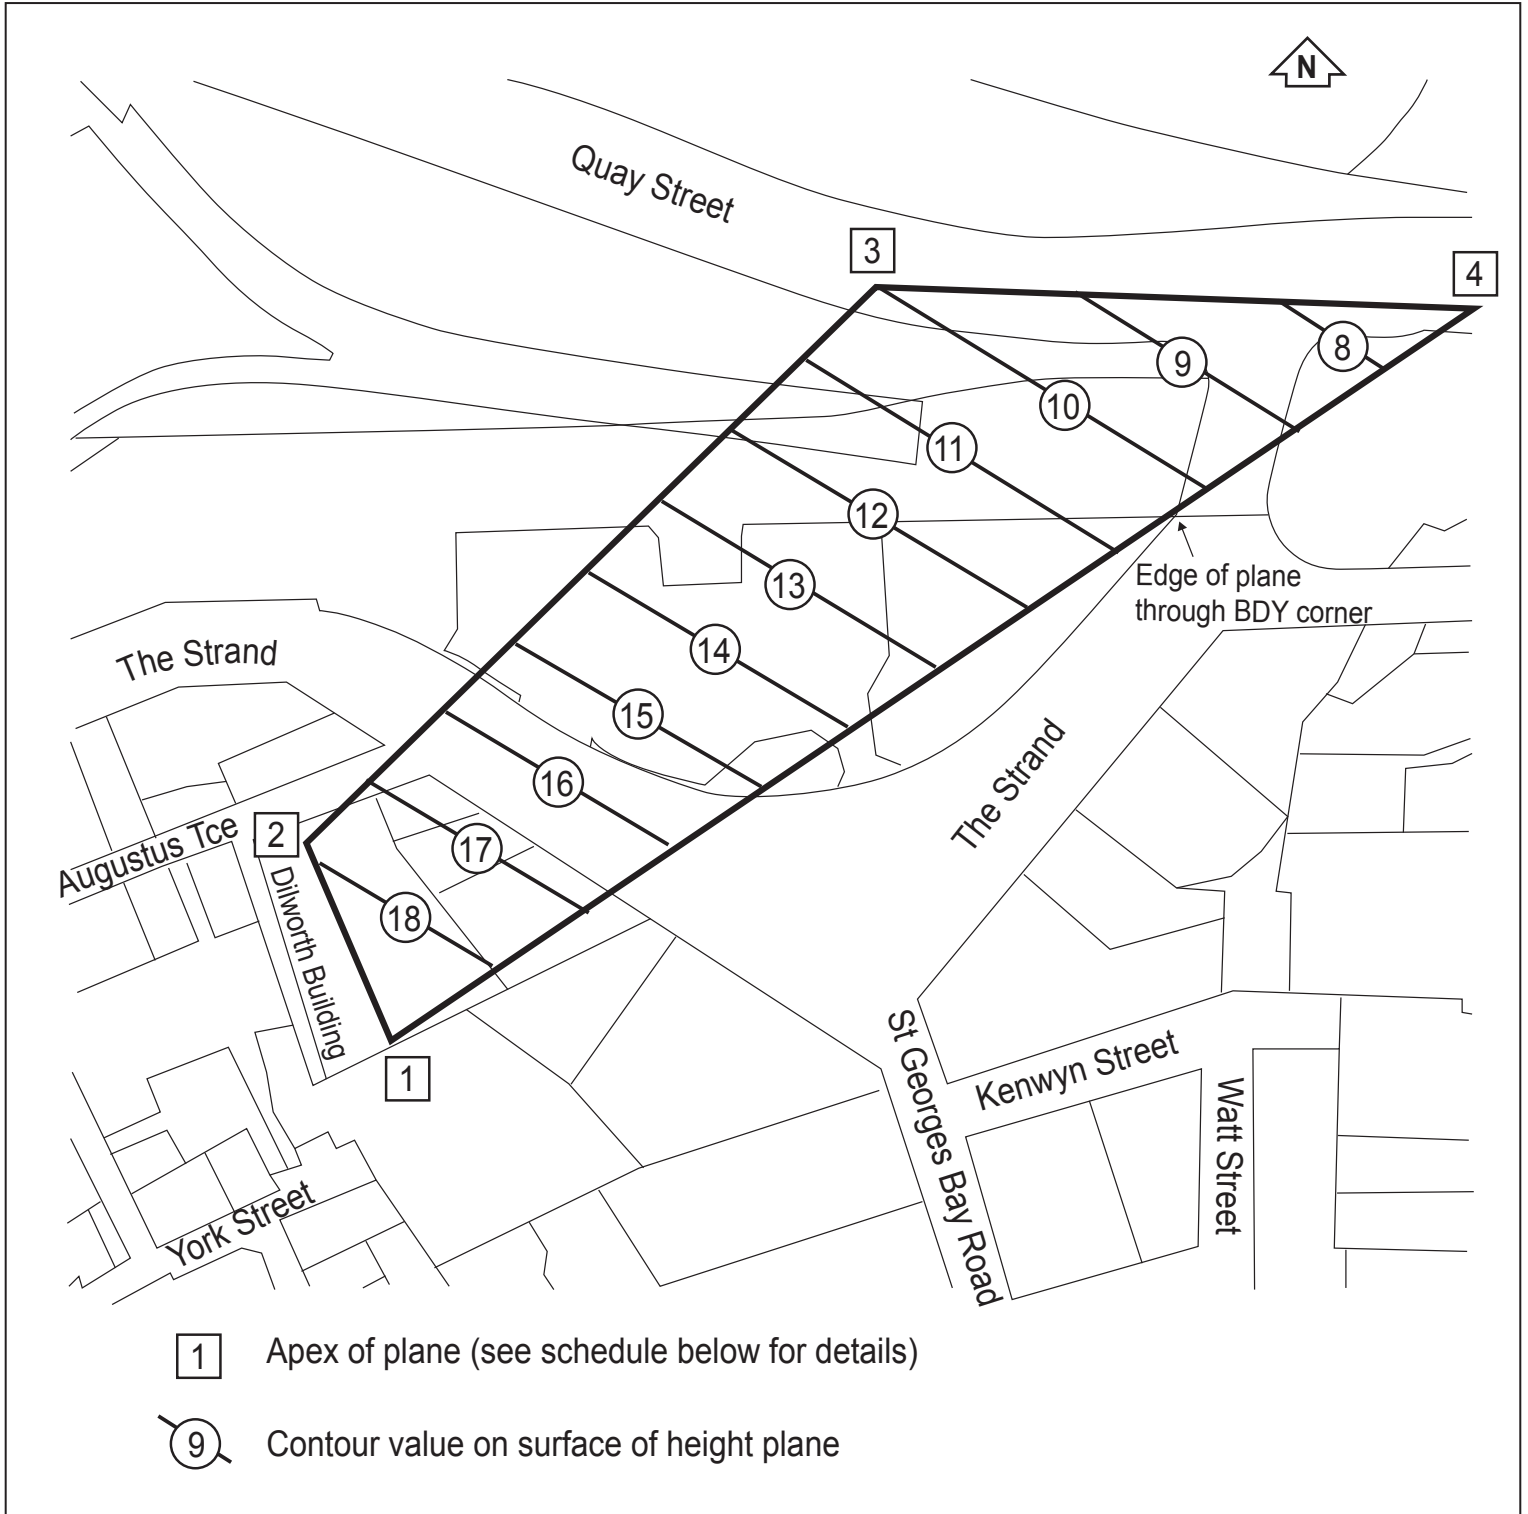 N
Quay Street
3
4
8
9
10
11
12
13
Edge of plane
through BDY corner
14
The Strand
15
The Strand
16
2
Augustus Tce
17
Dilworth Building
18
1
St Georges Bay Road
Kenwyn Street
Watt Street
York Street
1 Apex of plane (see schedule below for details)
9 Contour value on surface of height plane